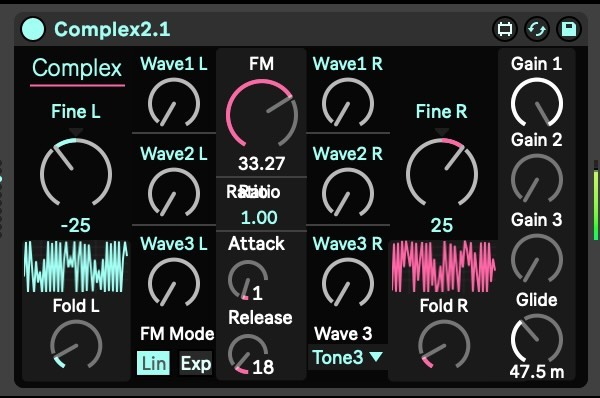 Complex2.1
Complex
Fine L
-25
Fold L
Wave1 L
Wave2 L
Wave3 L
FM Mode
Lin Exp
FM
33.27
Ratio
1.00
Attack
1
Release
18
Wave1 R
Wave2 R
Wave3 R
Wave 3
Tone3
Fine R
25
Fold R
Gain 1
Gain 2
Gain 3
Glide
47.5 m